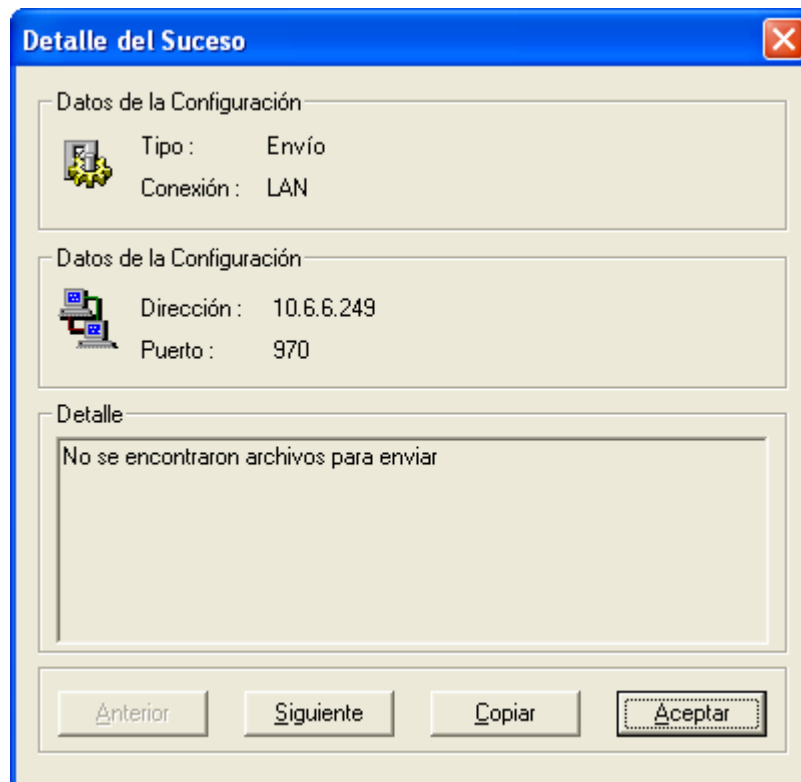 Detalle del Suceso
Datos de la Configuración
Tipo : Envío
Conexión : LAN
Datos de la Configuración
Dirección : 10.6.6.249
Puerto : 970
Detalle
No se encontraron archivos para enviar
Anterior Siguiente Copiar Aceptar